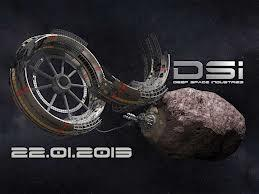 DSi
DEEP SPACE INDUSTRIES
22.01.2013